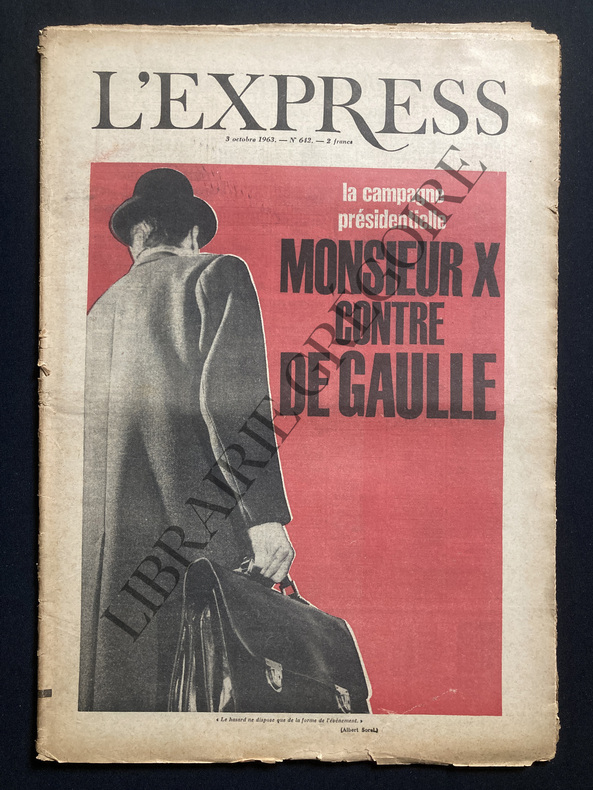 L'EXPRESS
3 octobre 1963. — N° 642. — 2 francs
la campagne
présidentielle
MONSIEUR X
CONTRE
DE GAULLE
LIBRAIRIE GRÉGOIRE
« Le hasard ne dispose que de la forme de l'événement. »
(Albert Sorel.)